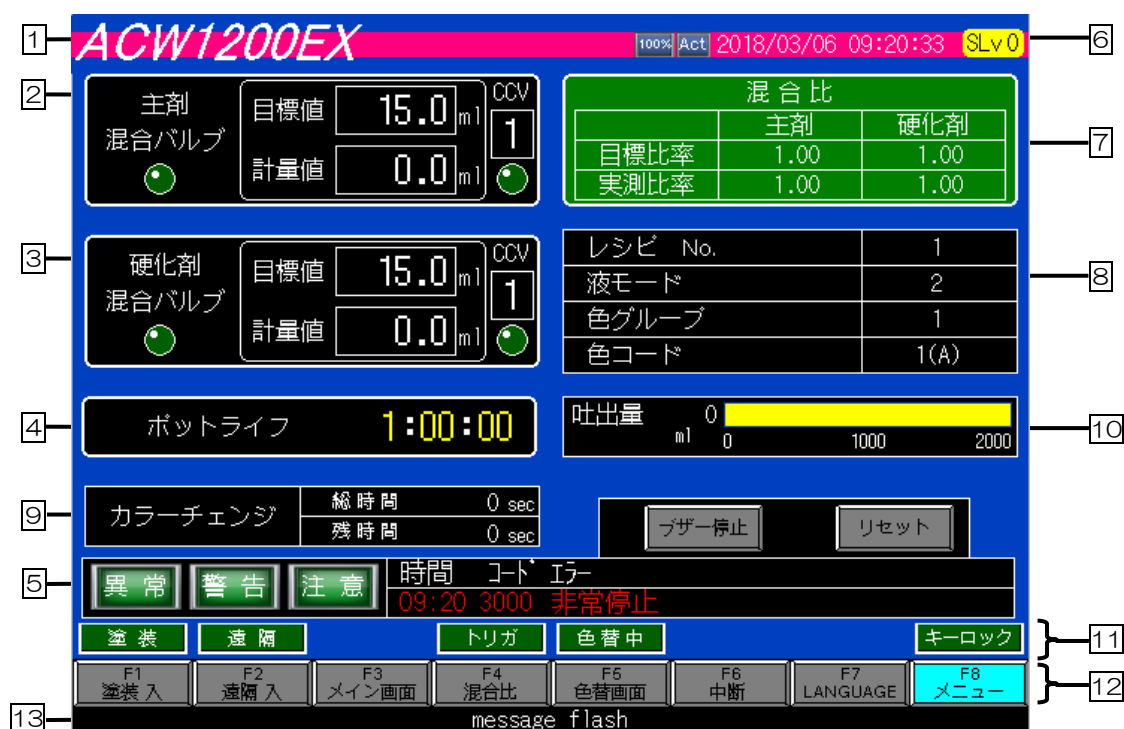 1 ACW1200EX 100% Act 2018/03/06 09:20:33 SLv0 6
2 主剤 混合バルブ
目標値 15.0 ml CCV 1
計量値 0.0 ml
混合比 7
主剤 硬化剤
目標比率 1.00 1.00
実測比率 1.00 1.00
3 硬化剤 混合バルブ
目標値 15.0 ml CCV 1
計量値 0.0 ml
レシピ No. 1 8
液モード 2
色グループ 1
色コード 1(A)
4 ポットライフ 1:00:00
吐出量 0 ml 10
0 1000 2000
9 カラーチェンジ 総時間 0 sec
残時間 0 sec
ブザー停止 リセット
5 異常 警告 注意 時間 コード エラー
09:20 3000 非常停止
塗装 遠隔 トリガ 色替中 キーロック 11
F1 塗装入 F2 遠隔入 F3 メイン画面 F4 混合比 F5 色替画面 F6 中断 F7 LANGUAGE F8 メニュー 12
13 message flash